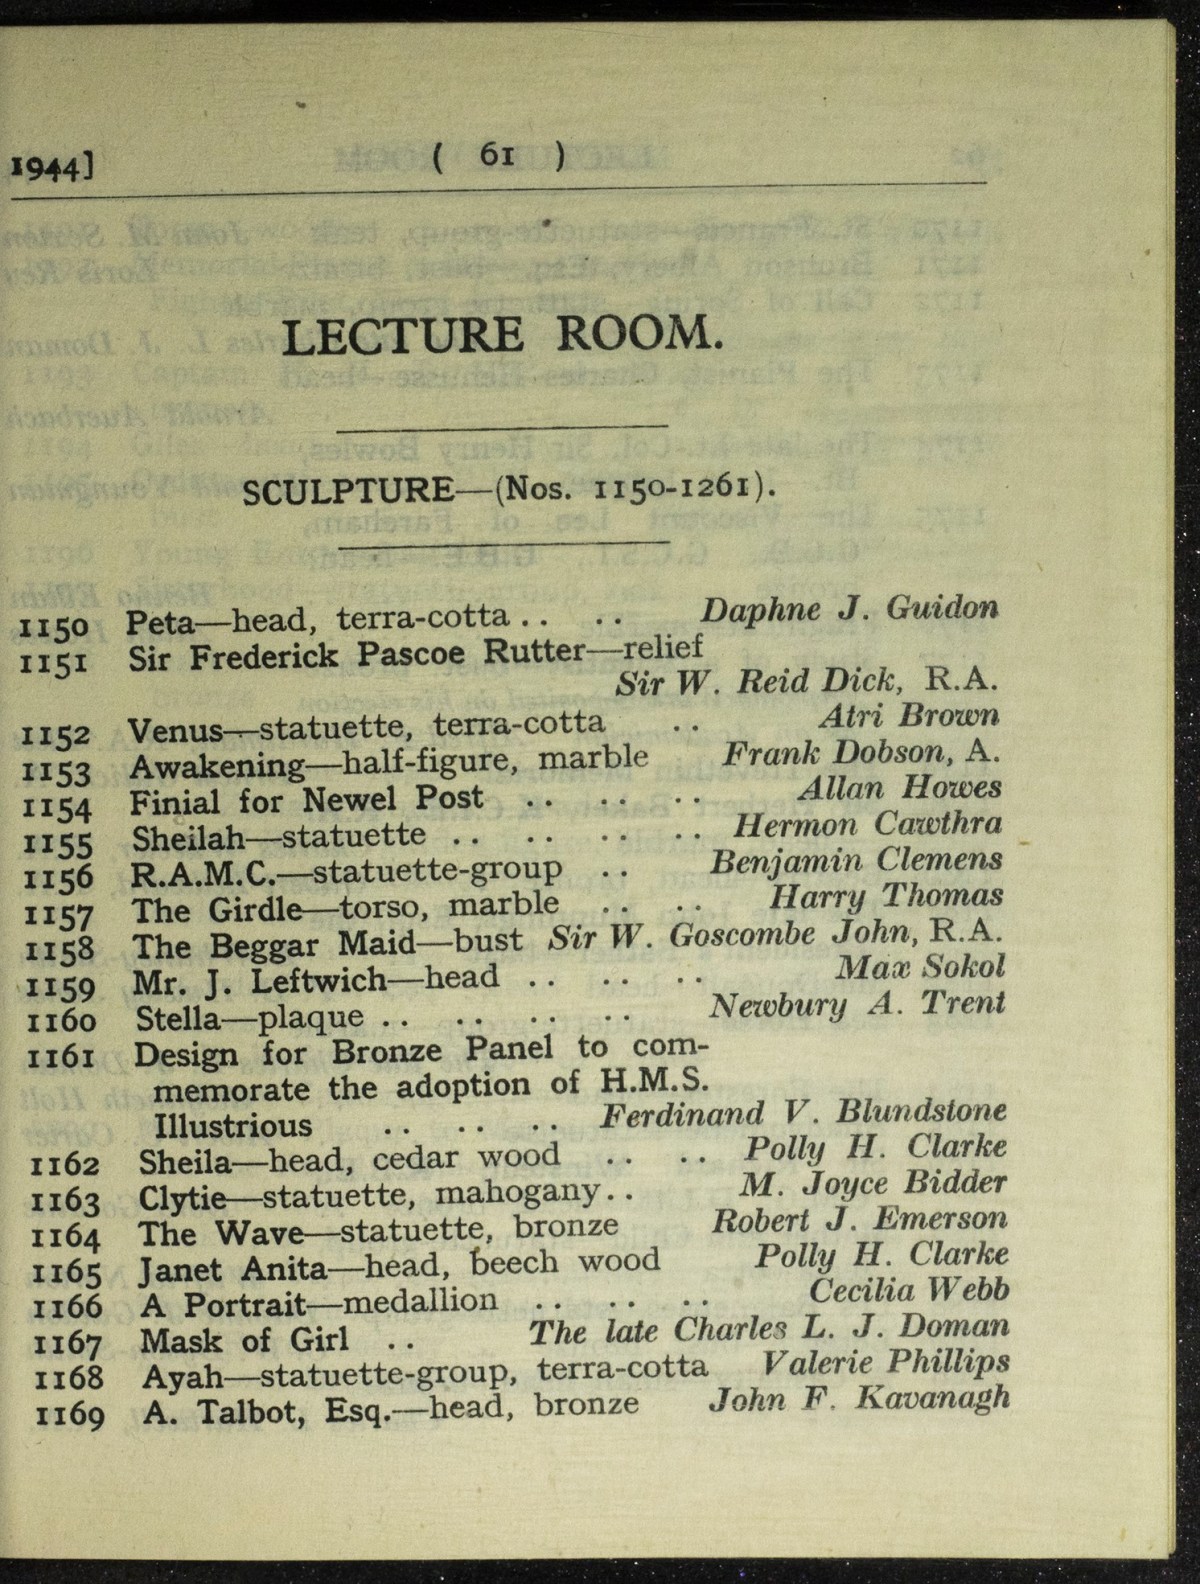 1944] ( 61 )
LECTURE ROOM.
SCULPTURE—(Nos. 1150-1261).
1150 Peta—head, terra-cotta .. .. Daphne J. Guidon
1151 Sir Frederick Pascoe Rutter—relief
Sir W. Reid Dick, R.A.
1152 Venus—statuette, terra-cotta .. Atri Brown
1153 Awakening—half-figure, marble Frank Dobson, A.
1154 Finial for Newel Post .. .. .. Allan Howes
1155 Sheilah—statuette .. .. .. .. Hermon Cawthra
1156 R.A.M.C.—statuette-group .. Benjamin Clemens
1157 The Girdle—torso, marble .. .. Harry Thomas
1158 The Beggar Maid—bust Sir W. Goscombe John, R.A.
1159 Mr. J. Leftwich—head .. .. .. Max Sokol
1160 Stella—plaque .. .. .. .. Newbury A. Trent
1161 Design for Bronze Panel to com-
memorate the adoption of H.M.S.
Illustrious .. .. .. Ferdinand V. Blundstone
1162 Sheila—head, cedar wood .. .. Polly H. Clarke
1163 Clytie—statuette, mahogany .. M. Joyce Bidder
1164 The Wave—statuette, bronze Robert J. Emerson
1165 Janet Anita—head, beech wood Polly H. Clarke
1166 A Portrait—medallion .. .. .. Cecilia Webb
1167 Mask of Girl .. The late Charles L. J. Doman
1168 Ayah—statuette-group, terra-cotta Valerie Phillips
1169 A. Talbot, Esq.—head, bronze John F. Kavanagh